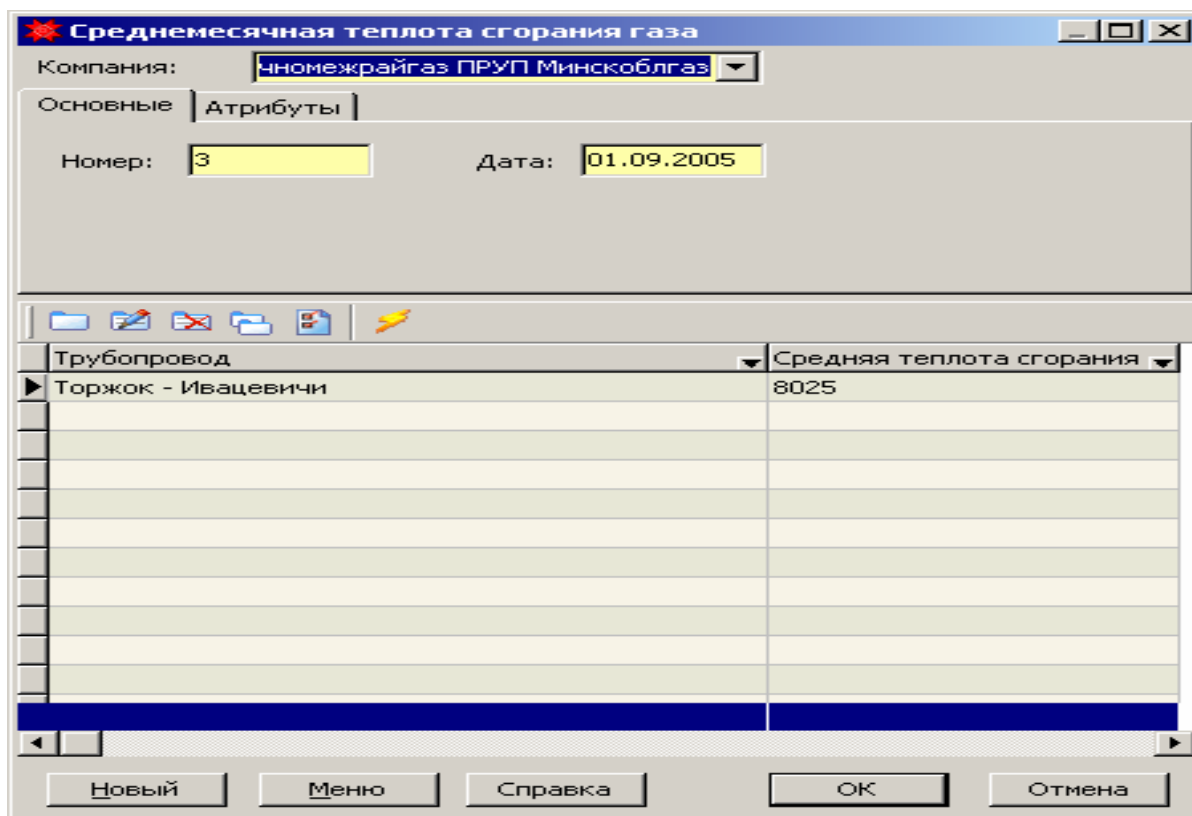 Среднемесячная теплота сгорания газа
Компания: чномежрайгаз ПРУП Минскоблгаз
Основные Атрибуты
Номер: 3 Дата: 01.09.2005
Трубопровод Средняя теплота сгорания
Торжок - Ивацевичи 8025
Новый Меню Справка ОК Отмена